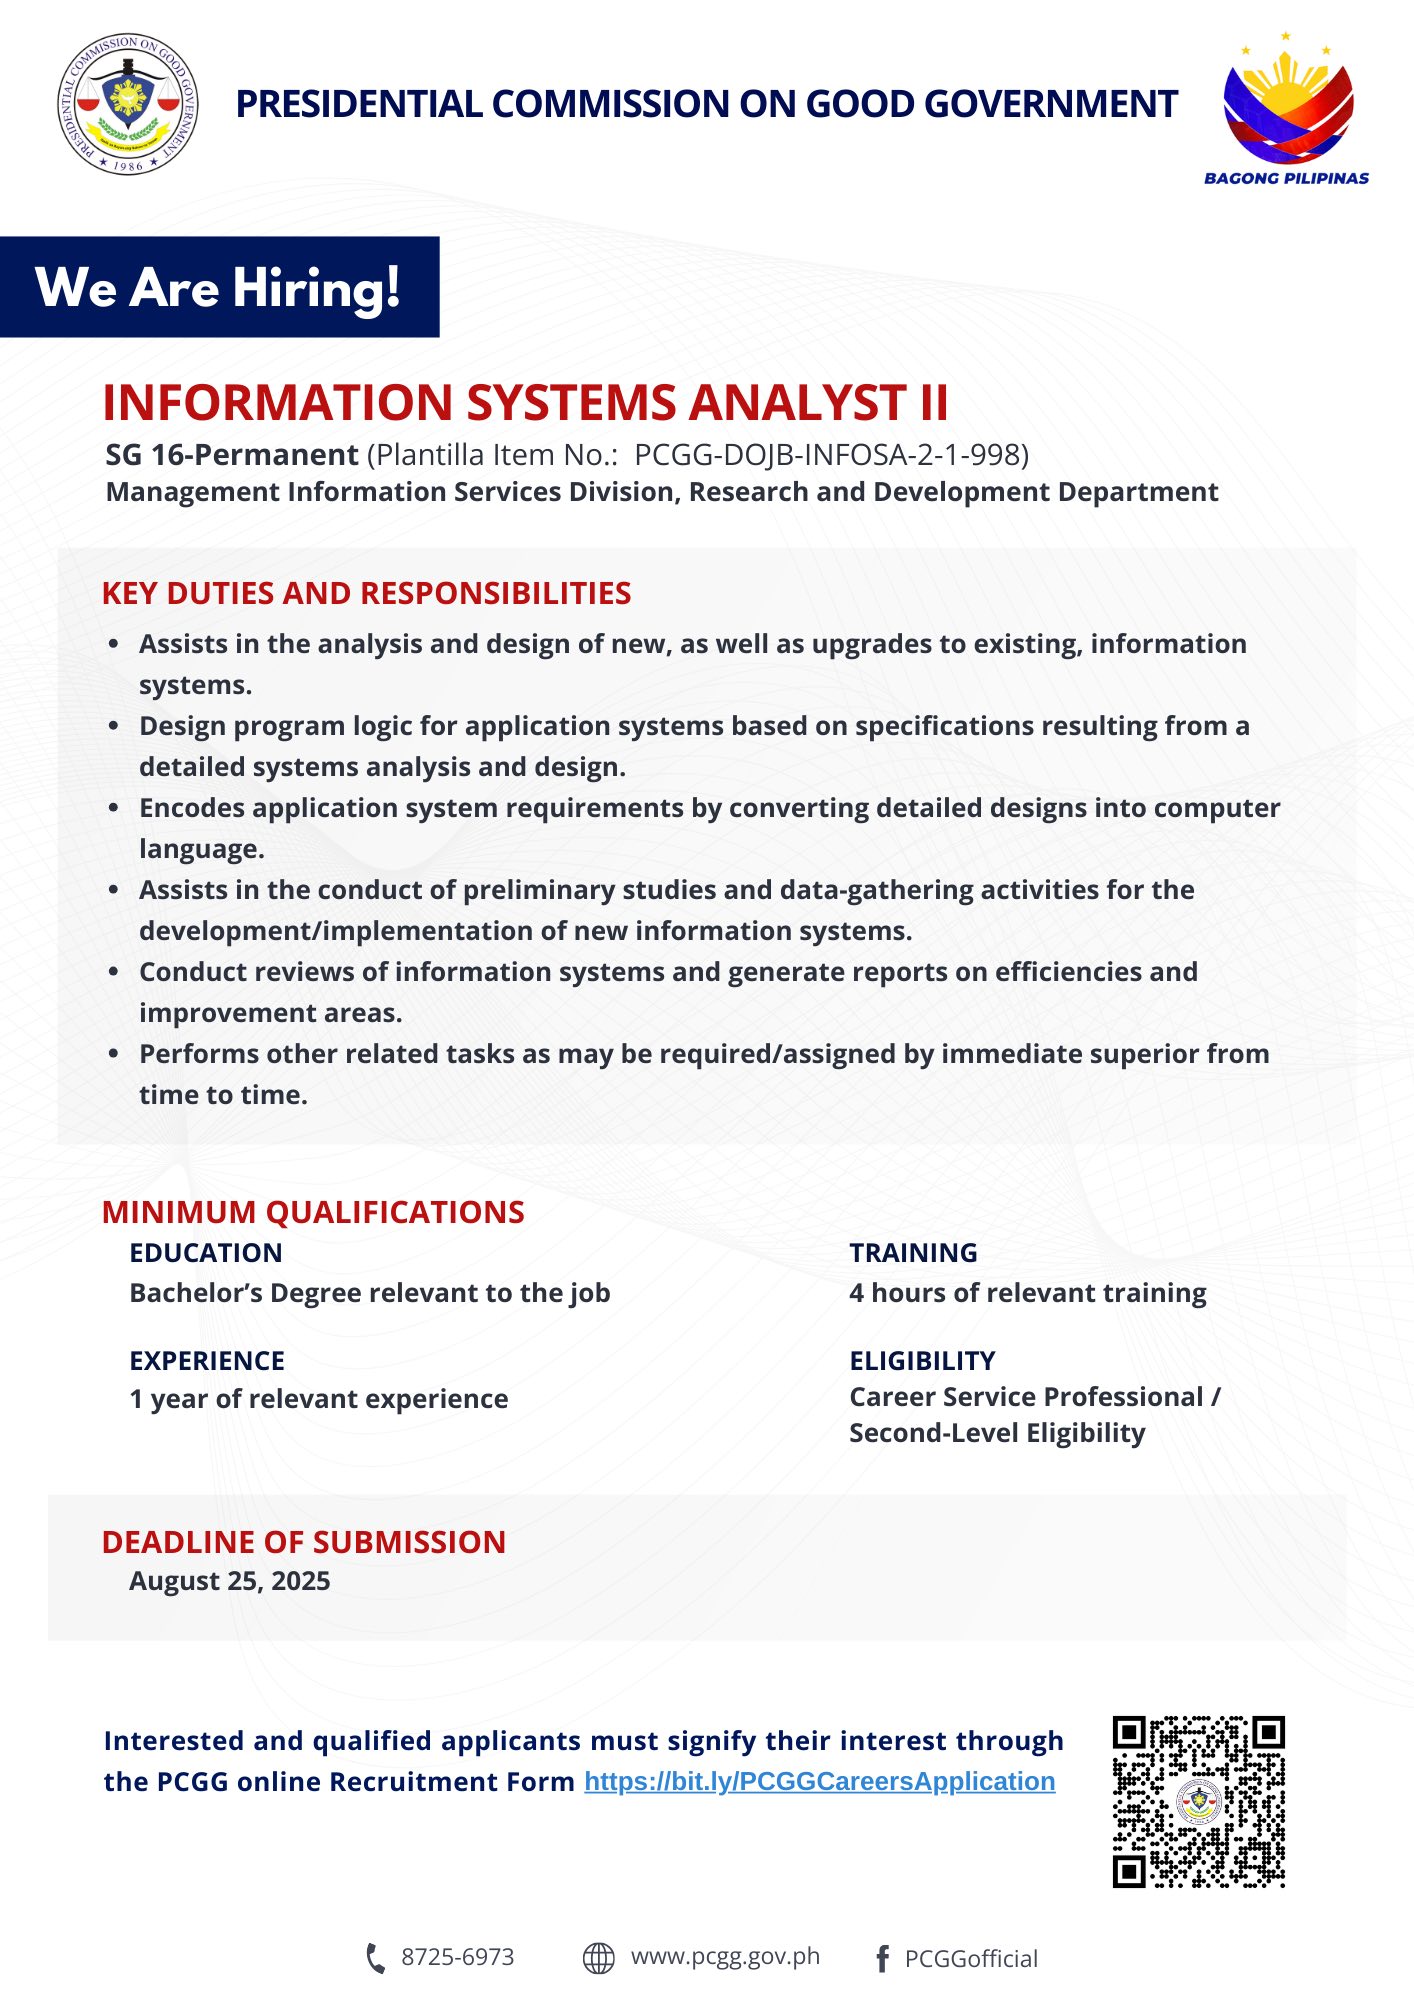 PRESIDENTIAL COMMISSION ON GOOD GOVERNMENT
1986
PRESIDENTIAL COMMISSION ON GOOD GOVERNMENT
BAGONG PILIPINAS
We Are Hiring!
INFORMATION SYSTEMS ANALYST II
SG 16-Permanent (Plantilla Item No.: PCGG-DOJB-INFOSA-2-1-998)
Management Information Services Division, Research and Development Department
KEY DUTIES AND RESPONSIBILITIES
• Assists in the analysis and design of new, as well as upgrades to existing, information
systems.
• Design program logic for application systems based on specifications resulting from a
detailed systems analysis and design.
• Encodes application system requirements by converting detailed designs into computer
language.
• Assists in the conduct of preliminary studies and data-gathering activities for the
development/implementation of new information systems.
• Conduct reviews of information systems and generate reports on efficiencies and
improvement areas.
• Performs other related tasks as may be required/assigned by immediate superior from
time to time.
MINIMUM QUALIFICATIONS
EDUCATION
Bachelor’s Degree relevant to the job
TRAINING
4 hours of relevant training
EXPERIENCE
1 year of relevant experience
ELIGIBILITY
Career Service Professional /
Second-Level Eligibility
DEADLINE OF SUBMISSION
August 25, 2025
Interested and qualified applicants must signify their interest through
the PCGG online Recruitment Form https://bit.ly/PCGGCareersApplication
8725-6973
www.pcgg.gov.ph
PCGGofficial